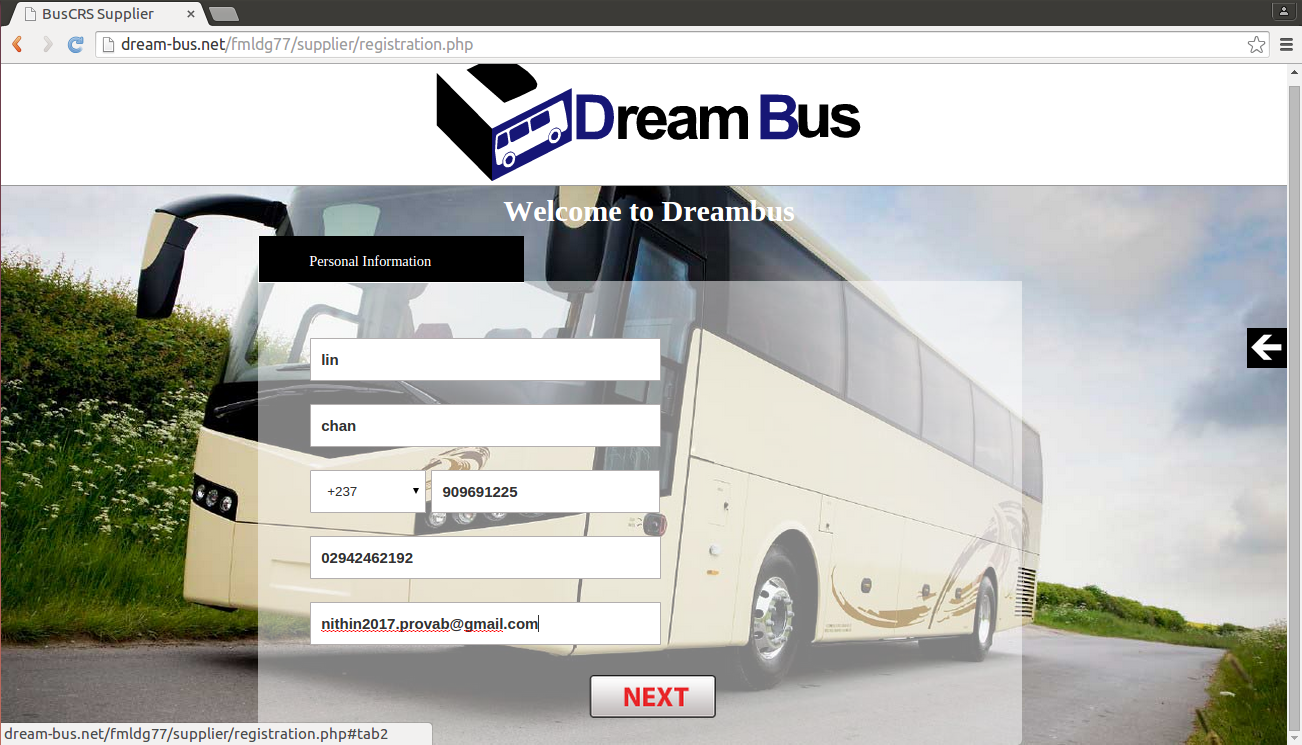 BusCRS Supplier
dream-bus.net/fmldg77/supplier/registration.php
Dream Bus
Welcome to Dreambus
Personal Information
lin
chan
+237 909691225
02942462192
nithin2017.provab@gmail.com
NEXT
dream-bus.net/fmldg77/supplier/registration.php#tab2